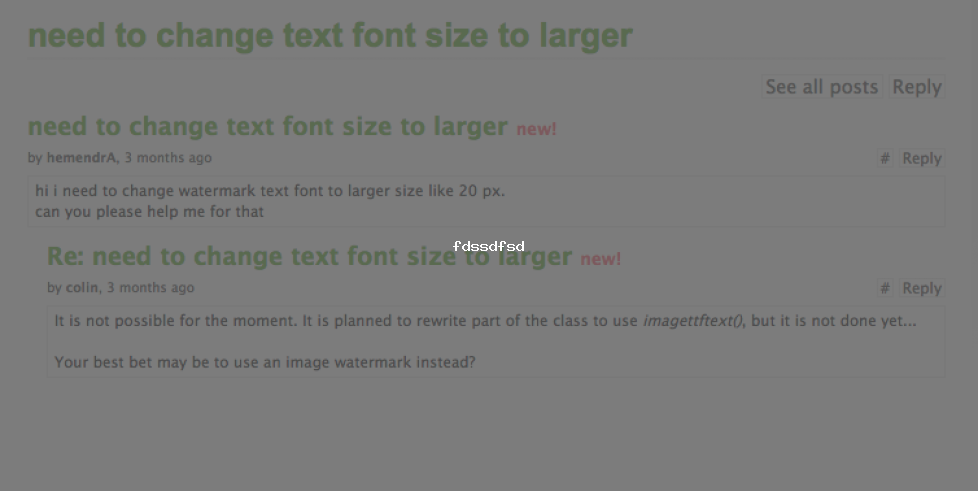 need to change text font size to larger
See all posts Reply
need to change text font size to larger new!
by hemendrA, 3 months ago # Reply
hi i need to change watermark text font to larger size like 20 px.
can you please help me for that
fdssdfsd
Re: need to change text font size to larger new!
by colin, 3 months ago # Reply
It is not possible for the moment. It is planned to rewrite part of the class to use imagettftext(), but it is not done yet...
Your best bet may be to use an image watermark instead?